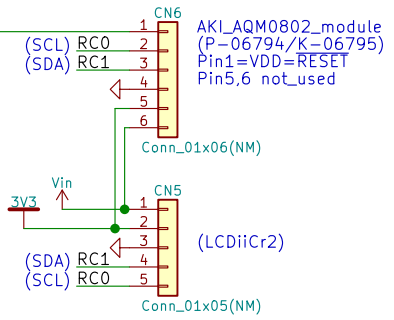 CN6
1
AKI_AQM0802_module
(SCL) RC0 2
(P-06794/K-06795)
(SDA) RC1 3
Pin1=VDD=RESET
4
Pin5,6 not_used
5
6
Conn_01x06(NM)
Vin
CN5
3V3
1
2
3
(LCDiiCr2)
(SDA) RC1 4
(SCL) RC0 5
Conn_01x05(NM)